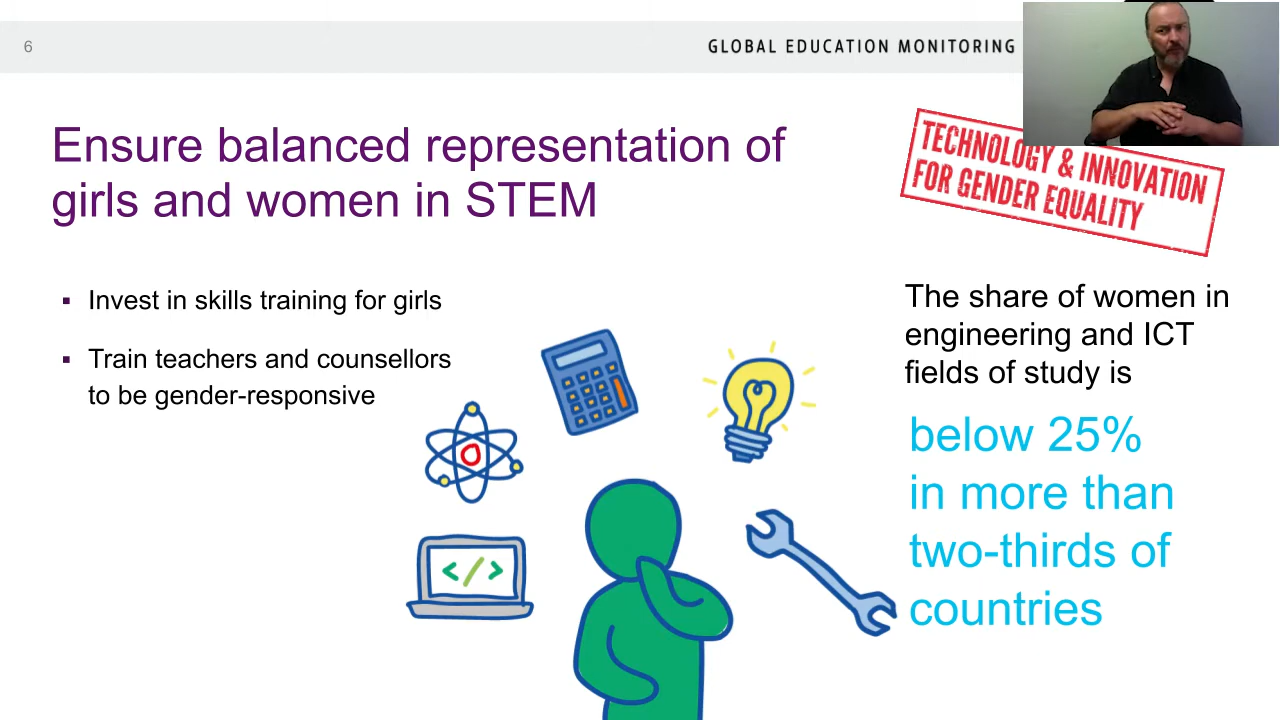 6
GLOBAL EDUCATION MONITORING
Ensure balanced representation of
girls and women in STEM
TECHNOLOGY & INNOVATION
FOR GENDER EQUALITY
▪ Invest in skills training for girls
▪ Train teachers and counsellors
to be gender-responsive
</>
The share of women in
engineering and ICT
fields of study is
below 25%
in more than
two-thirds of
countries